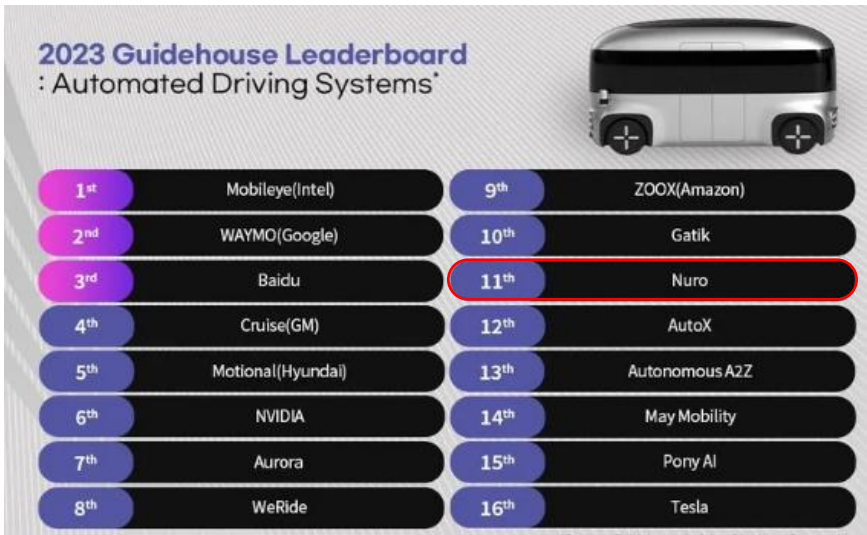 2023 Guidehouse Leaderboard
: Automated Driving Systems*
1st Mobileye(Intel)
2nd WAYMO(Google)
3rd Baidu
4th Cruise(GM)
5th Motional(Hyundai)
6th NVIDIA
7th Aurora
8th WeRide
9th ZOOX(Amazon)
10th Gatik
11th Nuro
12th AutoX
13th Autonomous A2Z
14th May Mobility
15th Pony AI
16th Tesla